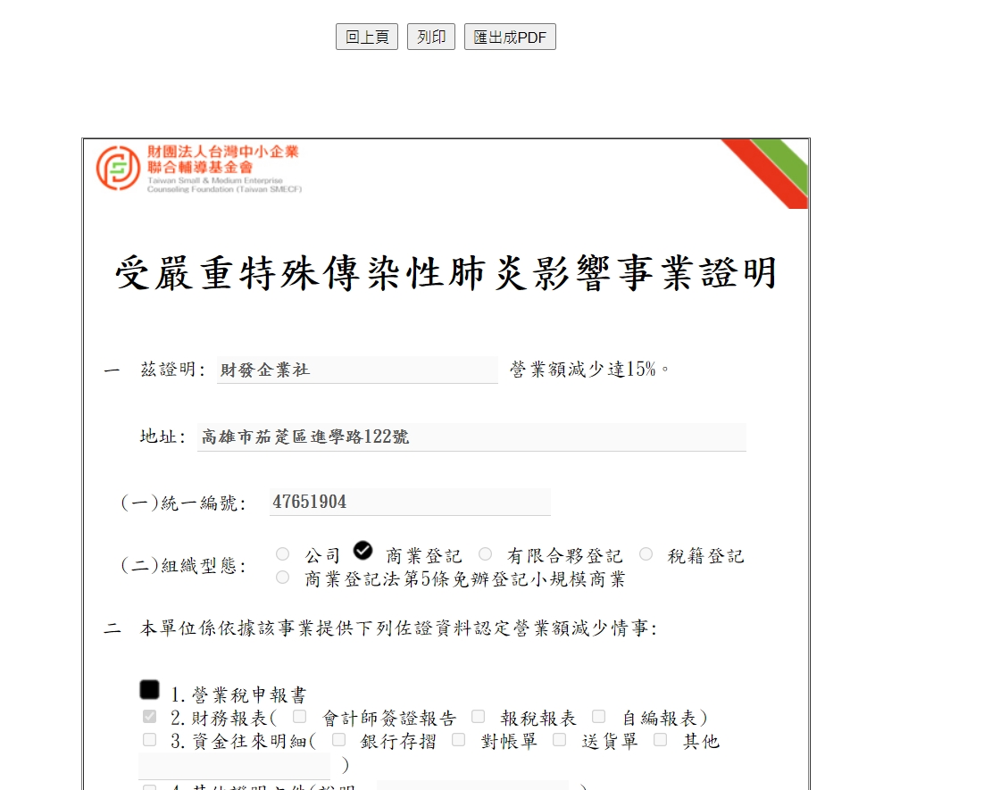 回上頁 列印 匯出成PDF
財團法人台灣中小企業
聯合輔導基金會
Taiwan Small & Medium Enterprise
Counseling Foundation (Taiwan SMECF)
受嚴重特殊傳染性肺炎影響事業證明
一 茲證明: 財發企業社 營業額減少達15%。
地址: 高雄市茄萣區進學路122號
(一)統一編號: 47651904
(二)組織型態: 公司 商業登記 有限合夥登記 稅籍登記
商業登記法第5條免辦登記小規模商業
二 本單位係依據該事業提供下列佐證資料認定營業額減少情事:
1.營業稅申報書
2.財務報表( 會計師簽證報告 報稅報表 自編報表)
3.資金往來明細( 銀行存摺 對帳單 送貨單 其他
)